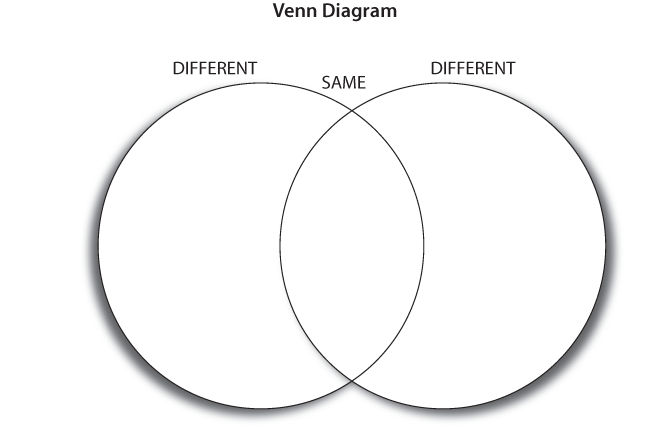 Venn Diagram
DIFFERENT
SAME
DIFFERENT